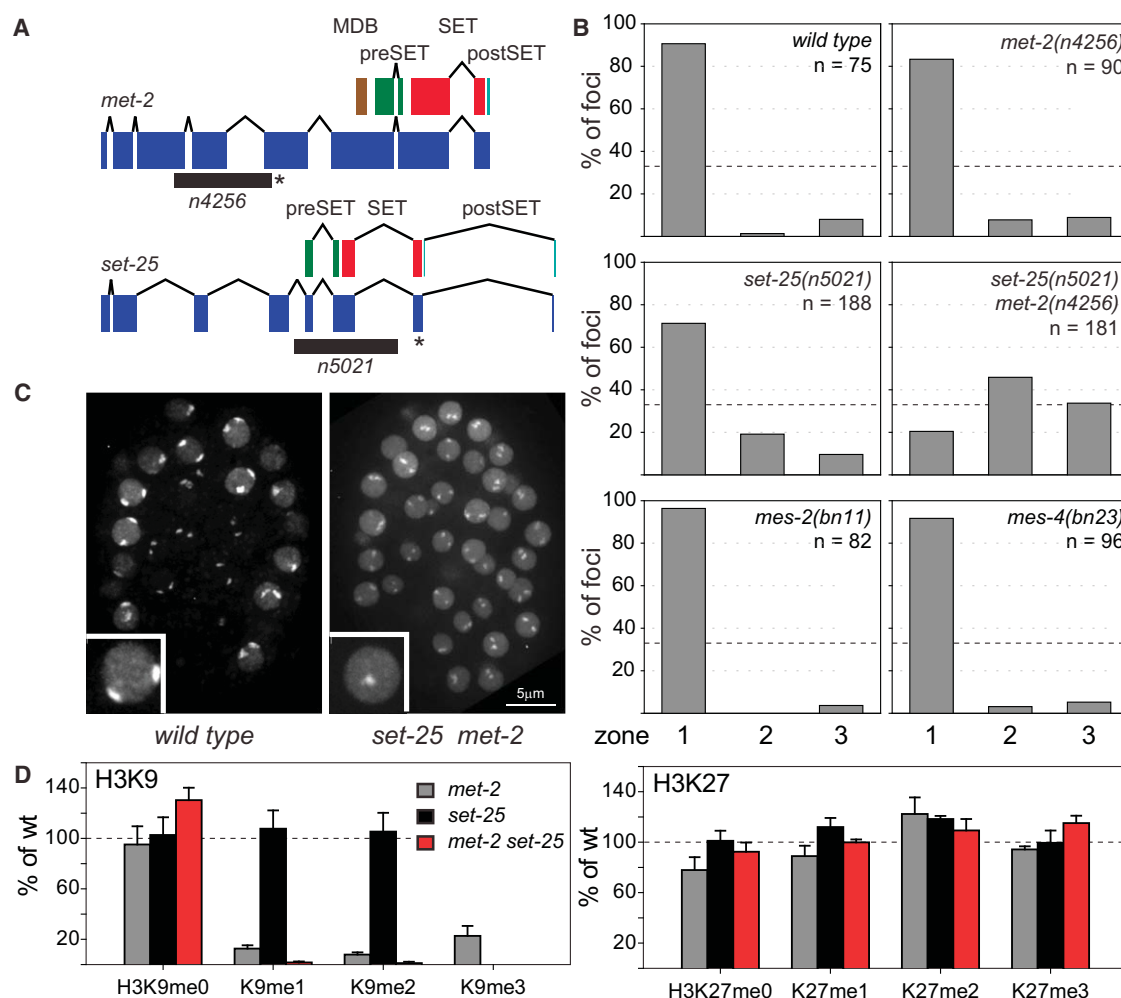 A
MDB
SET
preSET
postSET
met-2
n4256
*
preSET
SET
postSET
set-25
n5021
*
B
% of foci
100
80
60
40
20
wild type
n = 75
met-2(n4256)
n = 90
% of foci
100
80
60
40
20
set-25(n5021)
n = 188
set-25(n5021)
met-2(n4256)
n = 181
% of foci
100
80
60
40
20
mes-2(bn11)
n = 82
mes-4(bn23)
n = 96
zone 1 2 3 1 2 3
C
5μm
wild type
set-25 met-2
D
H3K9
% of wt
140
100
60
20
met-2
set-25
met-2 set-25
H3K9me0 K9me1 K9me2 K9me3
H3K27
% of wt
140
100
60
20
H3K27me0 K27me1 K27me2 K27me3